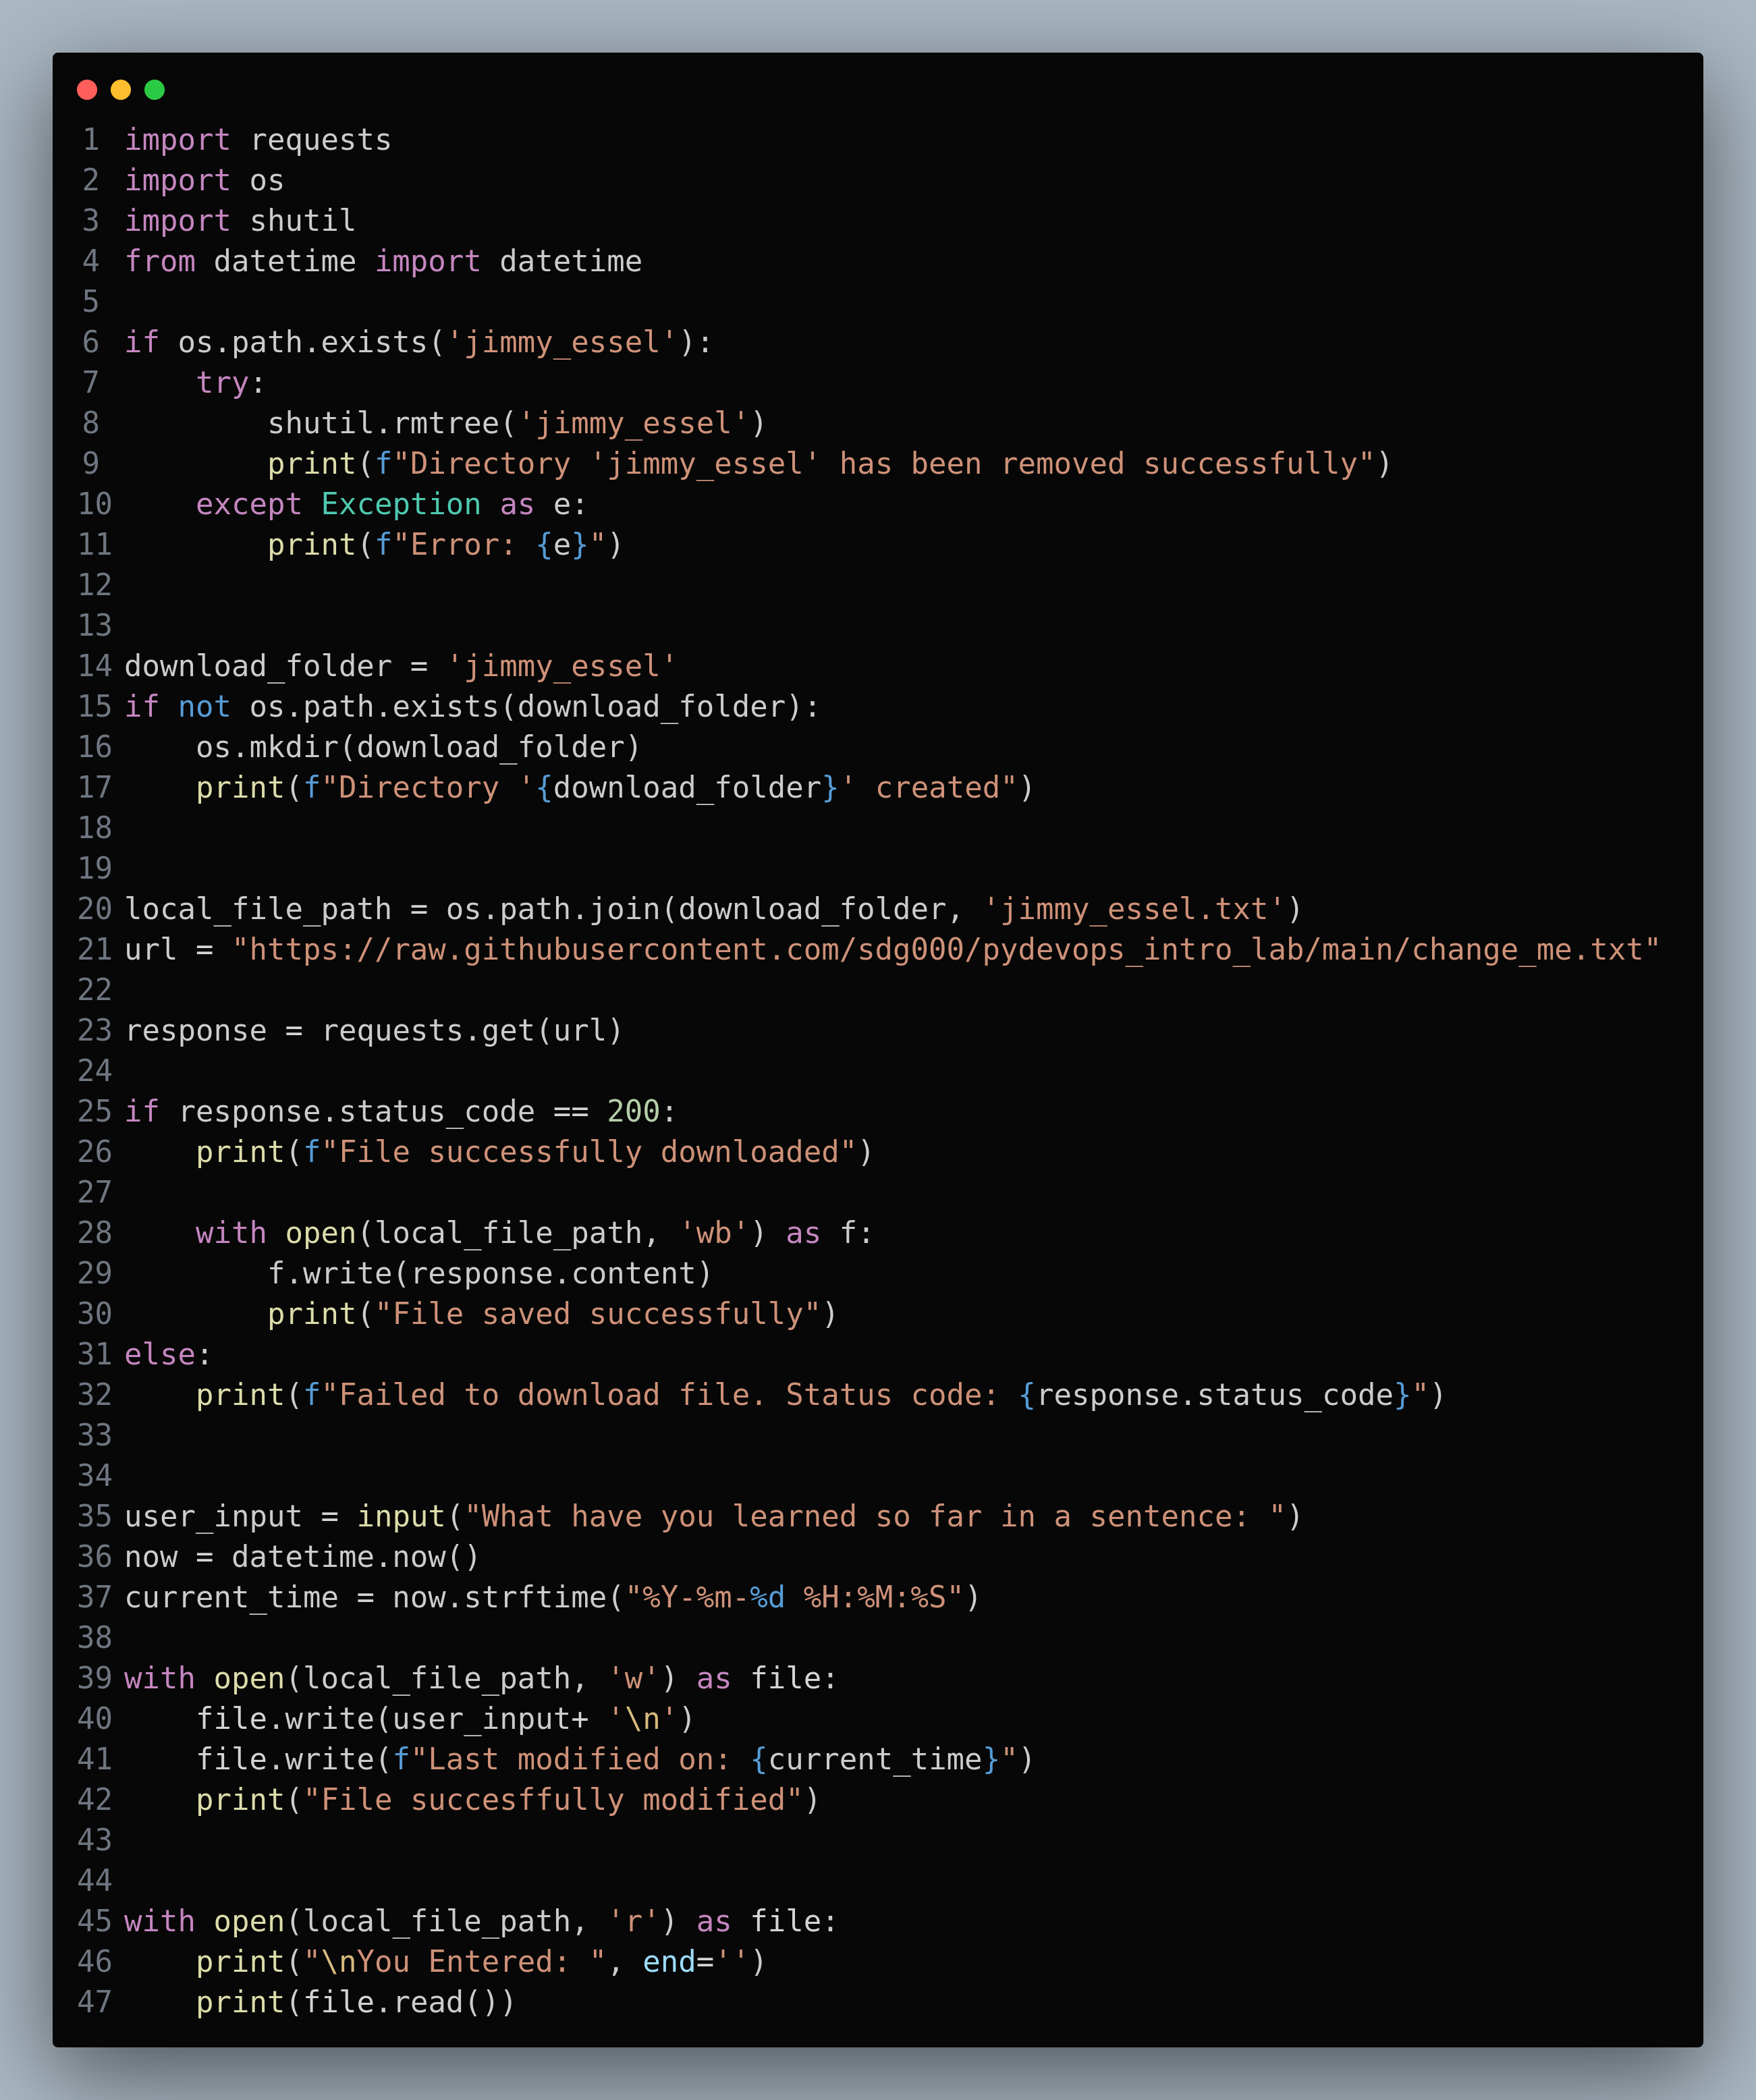 1 import requests
2 import os
3 import shutil
4 from datetime import datetime
5
6 if os.path.exists('jimmy_essel'):
7     try:
8         shutil.rmtree('jimmy_essel')
9         print(f"Directory 'jimmy_essel' has been removed successfully")
10     except Exception as e:
11         print(f"Error: {e}")
12
13
14 download_folder = 'jimmy_essel'
15 if not os.path.exists(download_folder):
16     os.mkdir(download_folder)
17     print(f"Directory '{download_folder}' created")
18
19
20 local_file_path = os.path.join(download_folder, 'jimmy_essel.txt')
21 url = "https://raw.githubusercontent.com/sdg000/pydevops_intro_lab/main/change_me.txt"
22
23 response = requests.get(url)
24
25 if response.status_code == 200:
26     print(f"File successfully downloaded")
27
28     with open(local_file_path, 'wb') as f:
29         f.write(response.content)
30         print("File saved successfully")
31 else:
32     print(f"Failed to download file. Status code: {response.status_code}")
33
34
35 user_input = input("What have you learned so far in a sentence: ")
36 now = datetime.now()
37 current_time = now.strftime("%Y-%m-%d %H:%M:%S")
38
39 with open(local_file_path, 'w') as file:
40     file.write(user_input+ '\n')
41     file.write(f"Last modified on: {current_time}")
42     print("File succesffully modified")
43
44
45 with open(local_file_path, 'r') as file:
46     print("\nYou Entered: ", end='')
47     print(file.read())